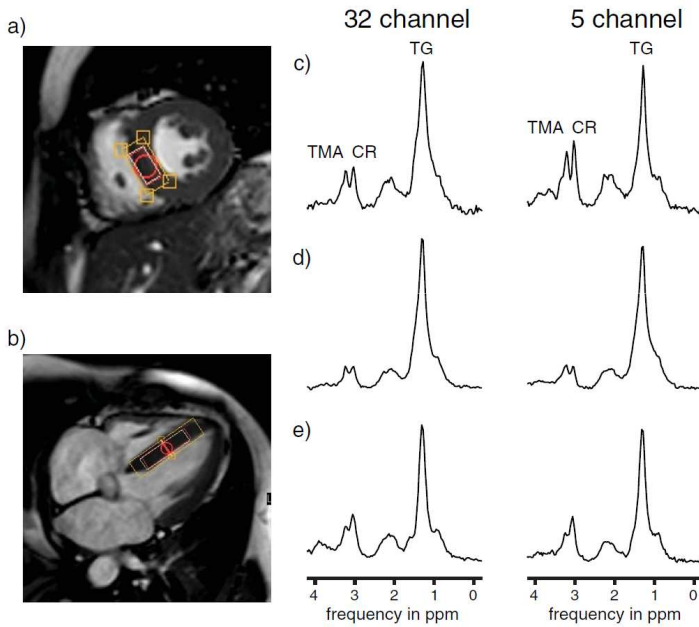 32 channel
5 channel
a)
c)
TG
TG
TMA CR
TMA CR
d)
b)
e)
4 3 2 1 0
4 3 2 1 0
frequency in ppm
frequency in ppm